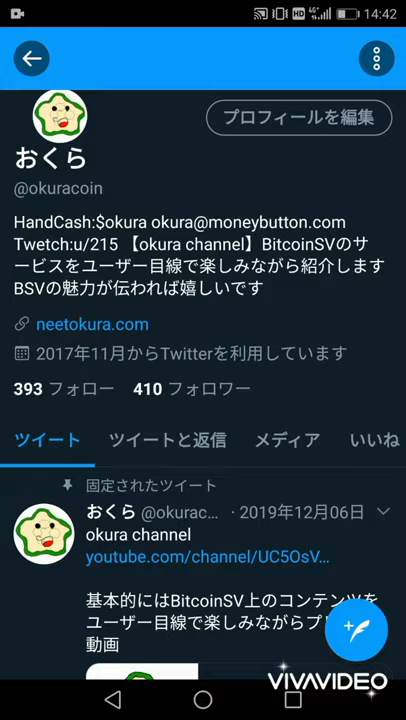 14:42
プロフィールを編集
おくら
@okuracoin
HandCash:$okura okura@moneybutton.com
Twetch:u/215 【okura channel】BitcoinSVのサ
ービスをユーザー目線で楽しみながら紹介します
BSVの魅力が伝われば嬉しいです
neetokura.com
2017年11月からTwitterを利用しています
393 フォロー 410 フォロワー
ツイート ツイートと返信 メディア いいね
固定されたツイート
おくら @okurac... · 2019年12月06日
okura channel
youtube.com/channel/UC5OsV...
基本的にはBitcoinSV上のコンテンツを
ユーザー目線で楽しみながらプ
動画
VIVAVIDEO